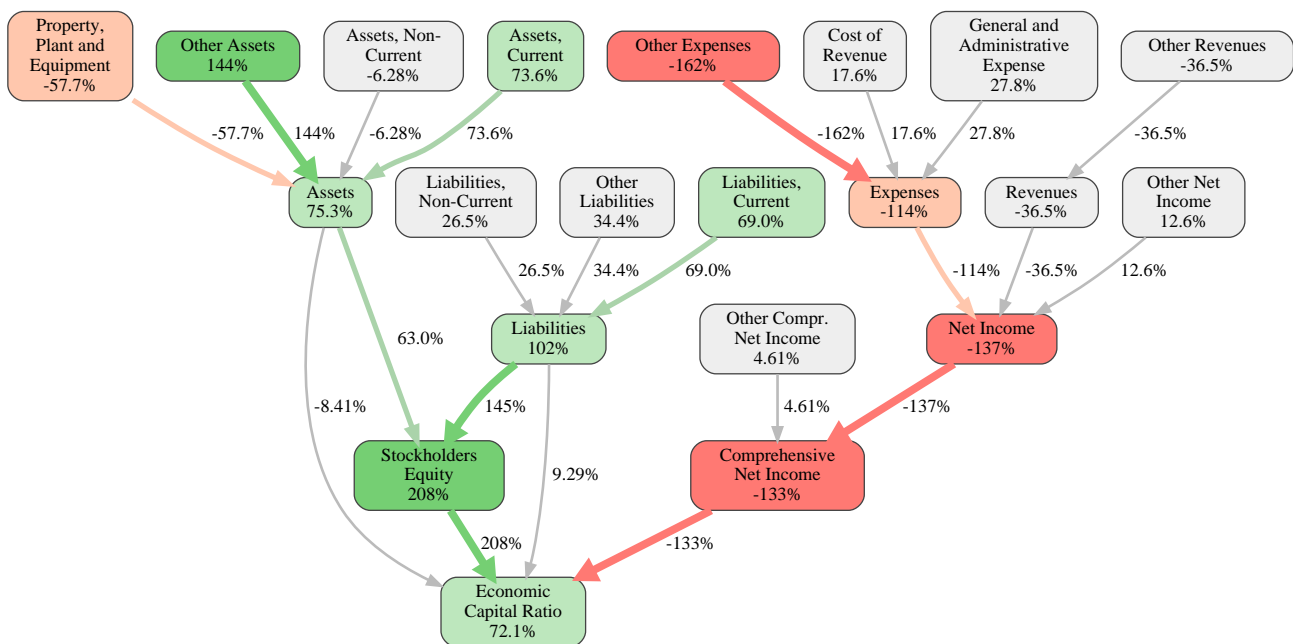 Property,
Plant and
Equipment
-57.7%
Other Assets
144%
Assets, Non-
Current
-6.28%
Assets,
Current
73.6%
Other Expenses
-162%
Cost of
Revenue
17.6%
General and
Administrative
Expense
27.8%
Other Revenues
-36.5%
-57.7%
144%
-6.28%
73.6%
-162%
17.6%
27.8%
-36.5%
Assets
75.3%
Liabilities,
Non-Current
26.5%
Other
Liabilities
34.4%
Liabilities,
Current
69.0%
Expenses
-114%
Revenues
-36.5%
Other Net
Income
12.6%
26.5%
34.4%
69.0%
-114%
-36.5%
12.6%
63.0%
Liabilities
102%
Other Compr.
Net Income
4.61%
Net Income
-137%
-8.41%
145%
4.61%
-137%
Stockholders
Equity
208%
9.29%
Comprehensive
Net Income
-133%
208%
-133%
Economic
Capital Ratio
72.1%